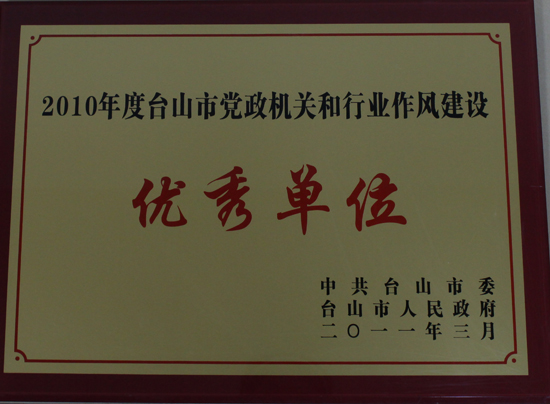 2010年度台山市党政机关和行业作风建设
优秀单位
中共台山市委
台山市人民政府
二〇一一年三月